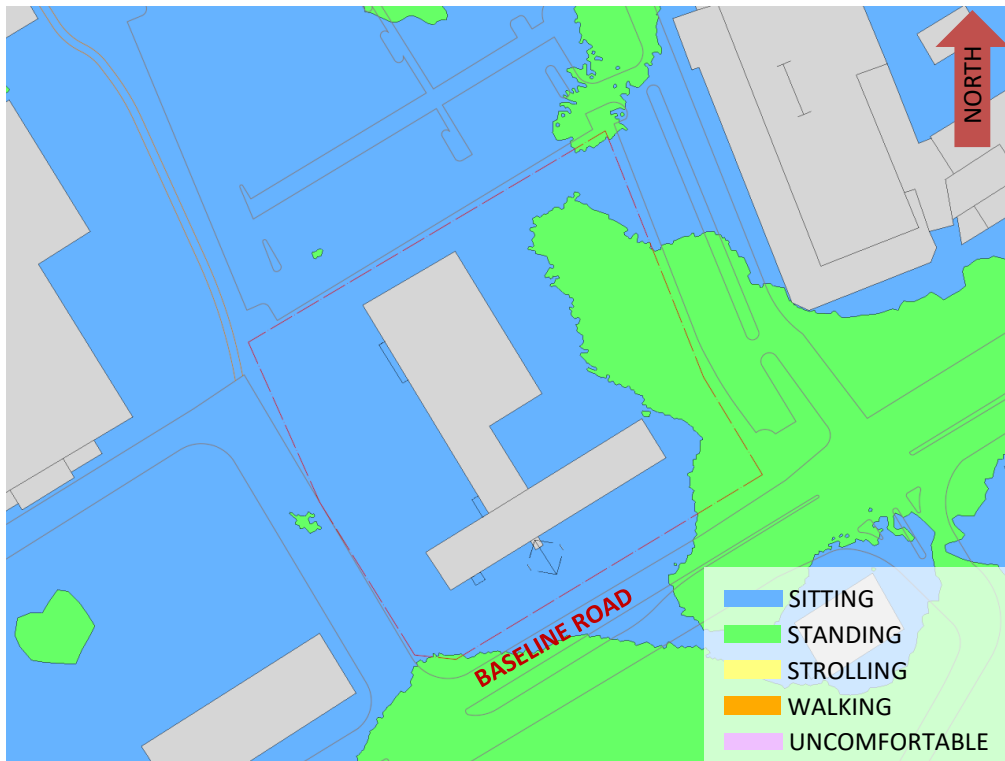 NORTH
BASELINE ROAD
SITTING
STANDING
STROLLING
WALKING
UNCOMFORTABLE